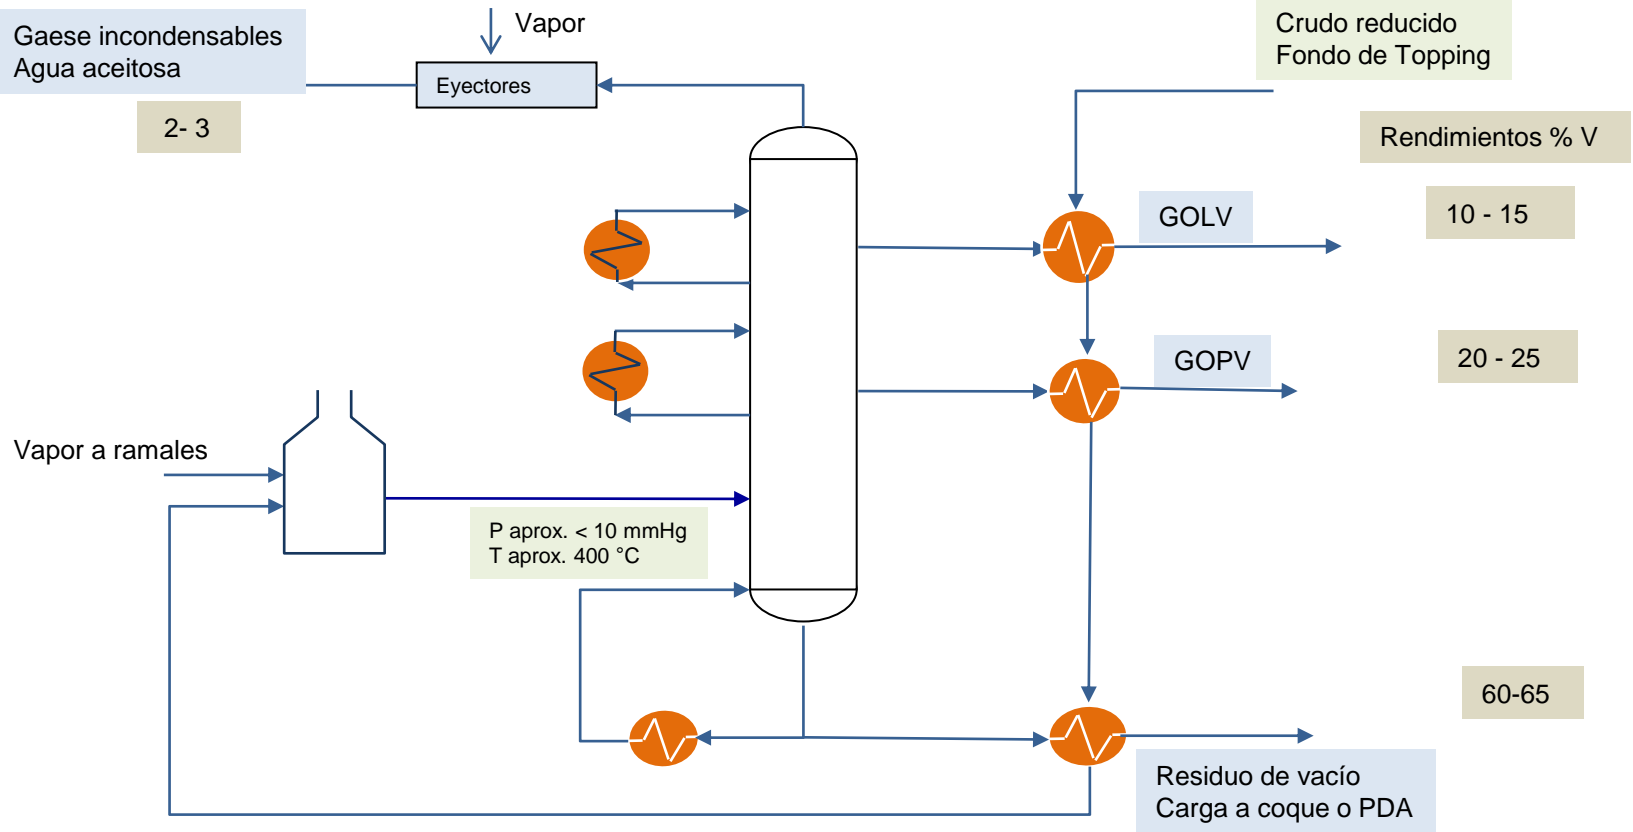 Gaese incondensables
Agua aceitosa
2- 3
Vapor
Eyectores
Crudo reducido
Fondo de Topping
Rendimientos % V
GOLV
10 - 15
GOPV
20 - 25
Vapor a ramales
P aprox. < 10 mmHg
T aprox. 400 °C
60-65
Residuo de vacío
Carga a coque o PDA